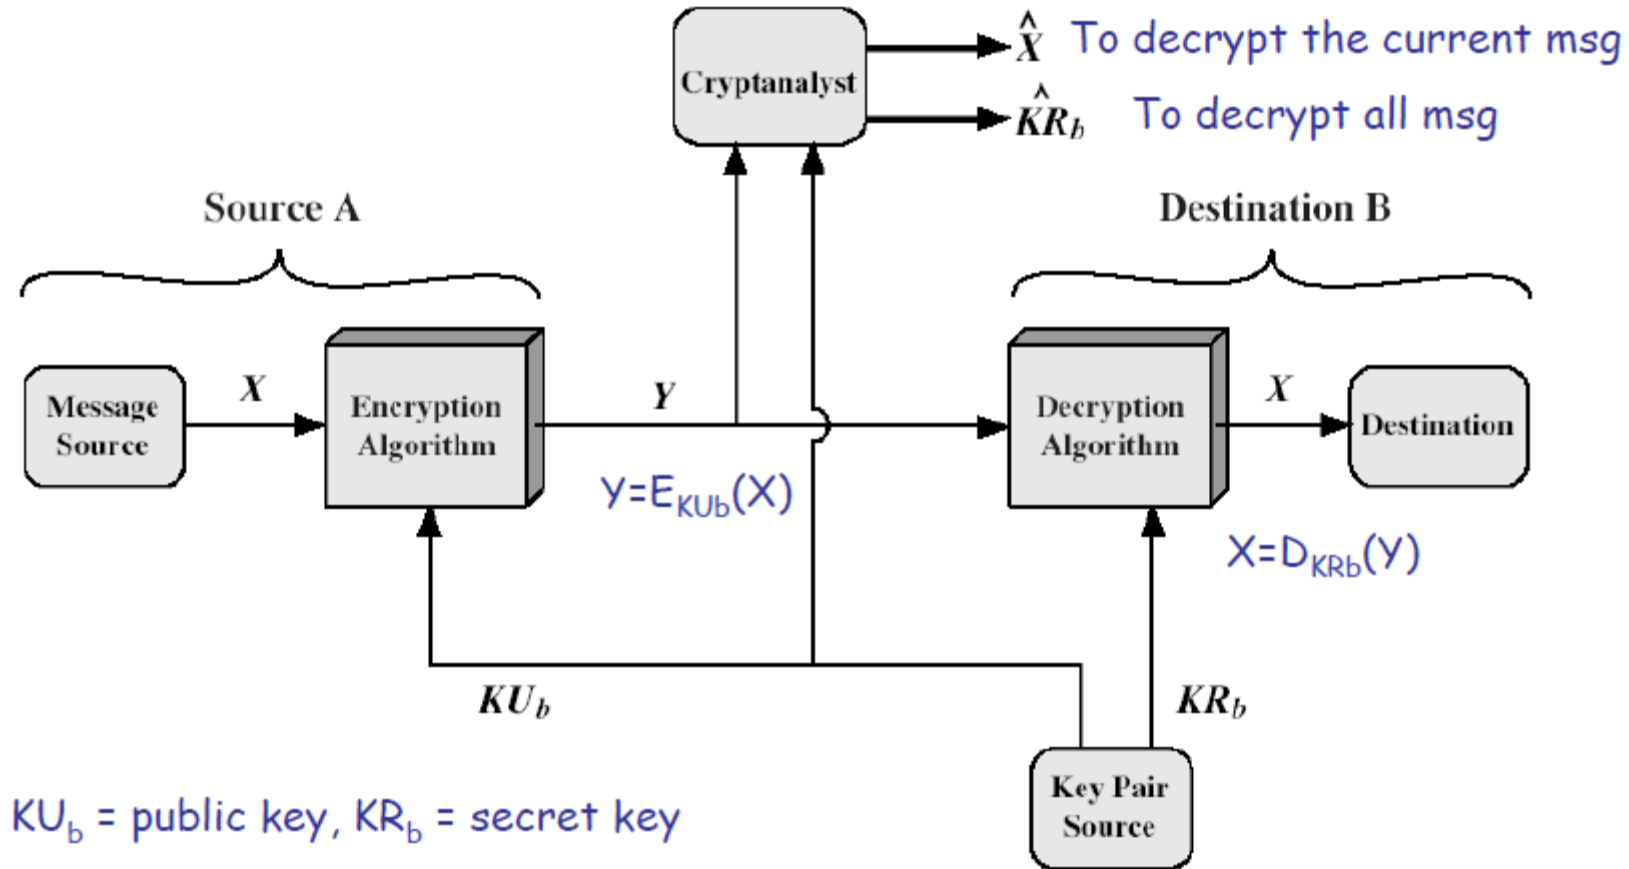 X̂ To decrypt the current msg
Cryptanalyst
K̂R_b To decrypt all msg
Source A
Destination B
Message
Source
X
Encryption
Algorithm
Y
Decryption
Algorithm
X
Destination
Y=E_KUb(X)
X=D_KRb(Y)
KU_b
KR_b
Key Pair
Source
KU_b = public key, KR_b = secret key